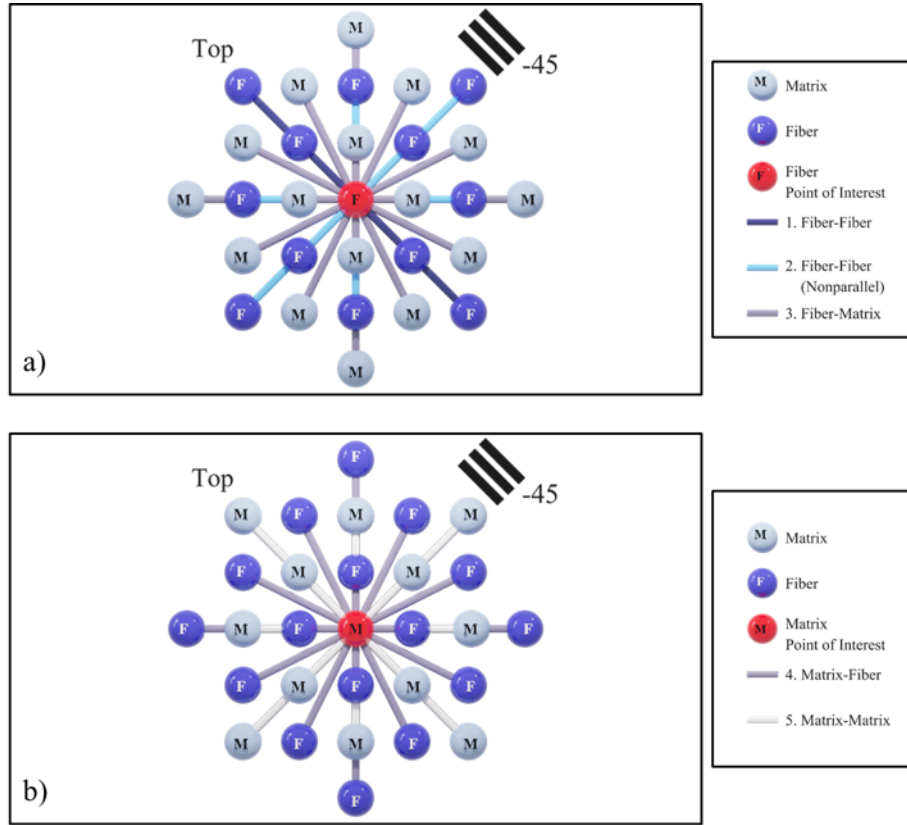 M
Top
-45
F M M F
F
M F M F M
M F M F M F M
M F M F M
F
F M M F
M
a)
M Matrix
F Fiber
F Fiber
Point of Interest
1. Fiber-Fiber
2. Fiber-Fiber
(Nonparallel)
3. Fiber-Matrix
F
Top
-45
M F M F M
F M F M F
F M F M F M F
F M F M F
M F M F M
F
b)
M Matrix
F Fiber
M Matrix
Point of Interest
4. Matrix-Fiber
5. Matrix-Matrix